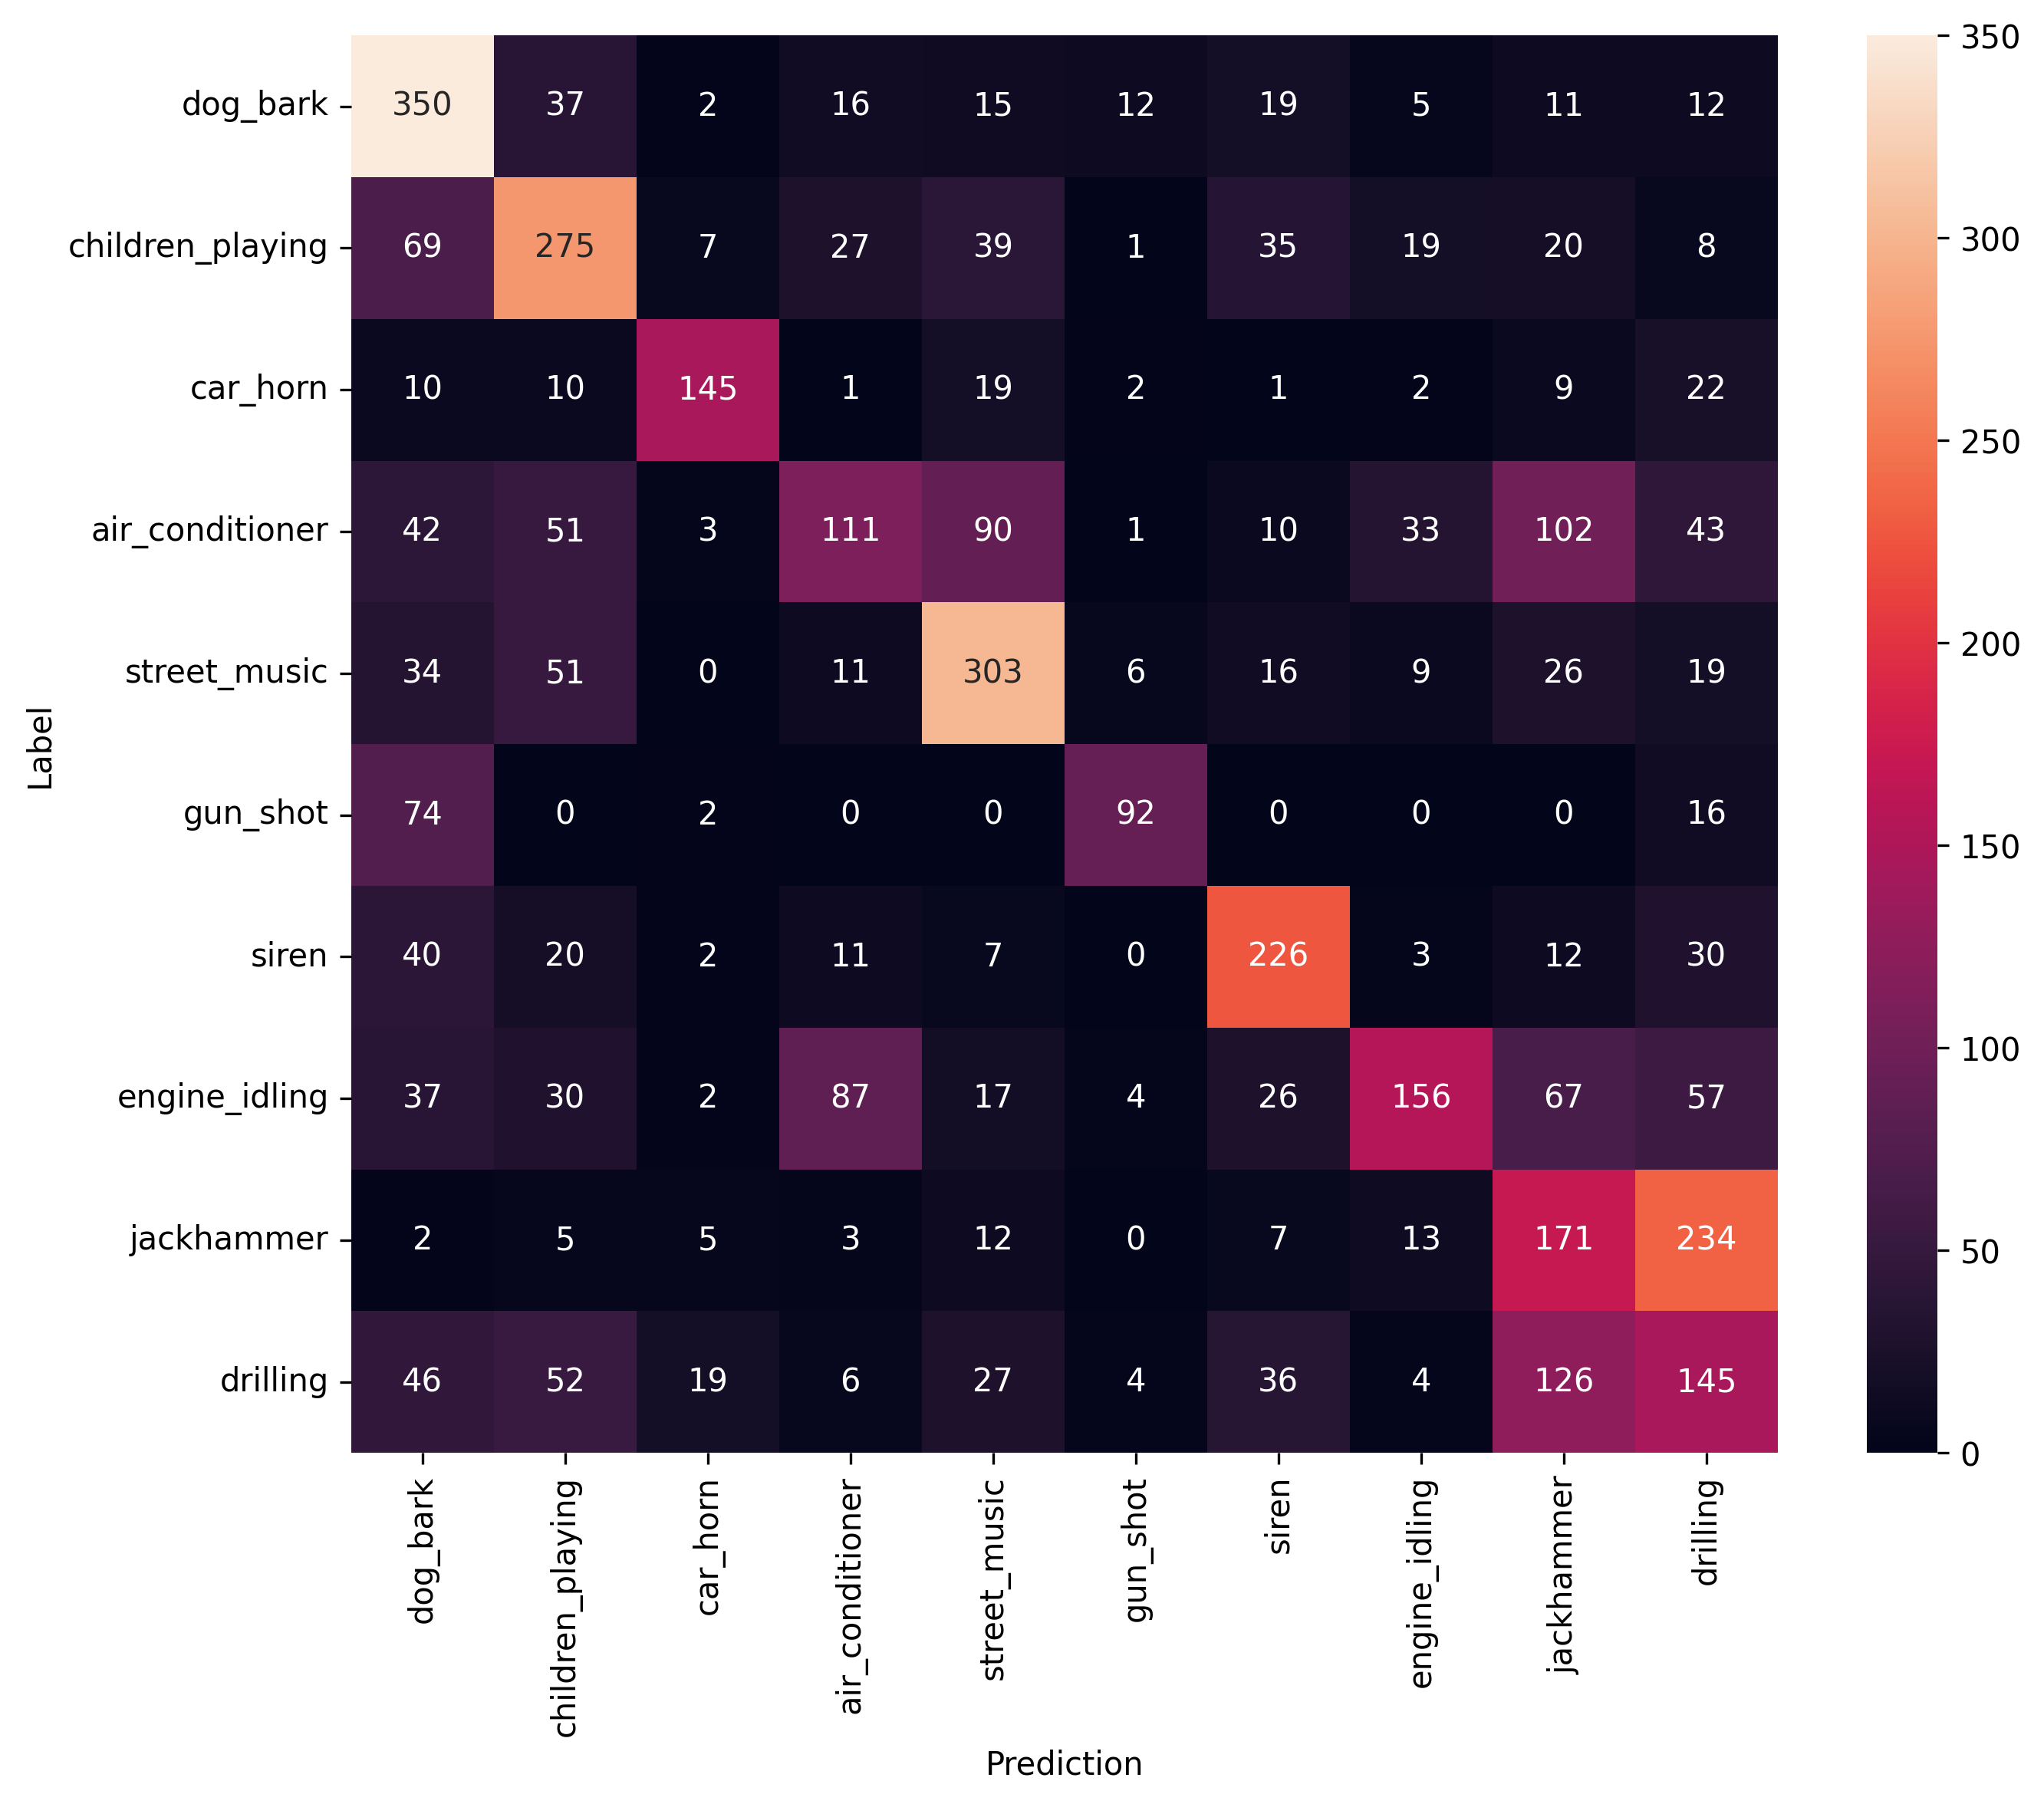 dog_bark 350 37 2 16 15 12 19 5 11 12
children_playing 69 275 7 27 39 1 35 19 20 8
car_horn 10 10 145 1 19 2 1 2 9 22
air_conditioner 42 51 3 111 90 1 10 33 102 43
street_music 34 51 0 11 303 6 16 9 26 19
gun_shot 74 0 2 0 0 92 0 0 0 16
siren 40 20 2 11 7 0 226 3 12 30
engine_idling 37 30 2 87 17 4 26 156 67 57
jackhammer 2 5 5 3 12 0 7 13 171 234
drilling 46 52 19 6 27 4 36 4 126 145
Label
dog_bark
children_playing
car_horn
air_conditioner
street_music
gun_shot
siren
engine_idling
jackhammer
drilling
Prediction
350
300
250
200
150
100
50
0